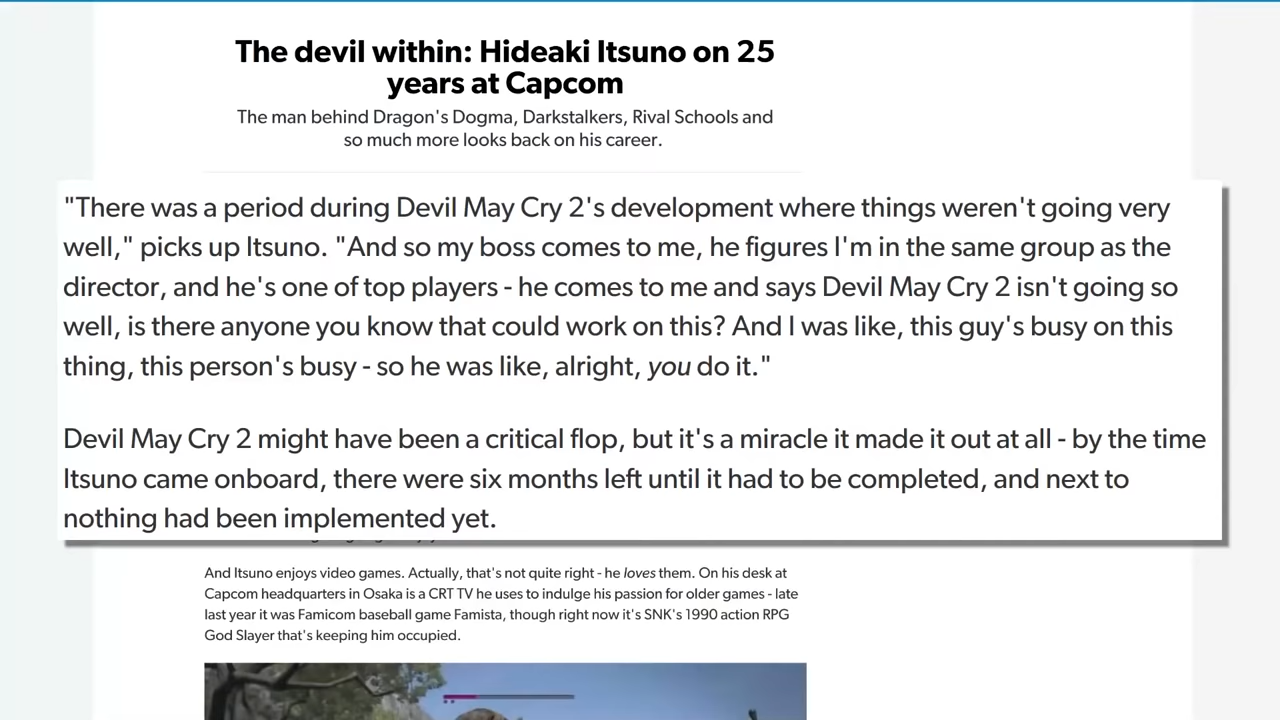 The devil within: Hideaki Itsuno on 25
years at Capcom
The man behind Dragon's Dogma, Darkstalkers, Rival Schools and
so much more looks back on his career.
"There was a period during Devil May Cry 2's development where things weren't going very
well," picks up Itsuno. "And so my boss comes to me, he figures I'm in the same group as the
director, and he's one of top players - he comes to me and says Devil May Cry 2 isn't going so
well, is there anyone you know that could work on this? And I was like, this guy's busy on this
thing, this person's busy - so he was like, alright, you do it."
Devil May Cry 2 might have been a critical flop, but it's a miracle it made it out at all - by the time
Itsuno came onboard, there were six months left until it had to be completed, and next to
nothing had been implemented yet.
And Itsuno enjoys video games. Actually, that's not quite right - he loves them. On his desk at
Capcom headquarters in Osaka is a CRT TV he uses to indulge his passion for older games - late
last year it was Famicom baseball game Famista, though right now it's SNK's 1990 action RPG
God Slayer that's keeping him occupied.